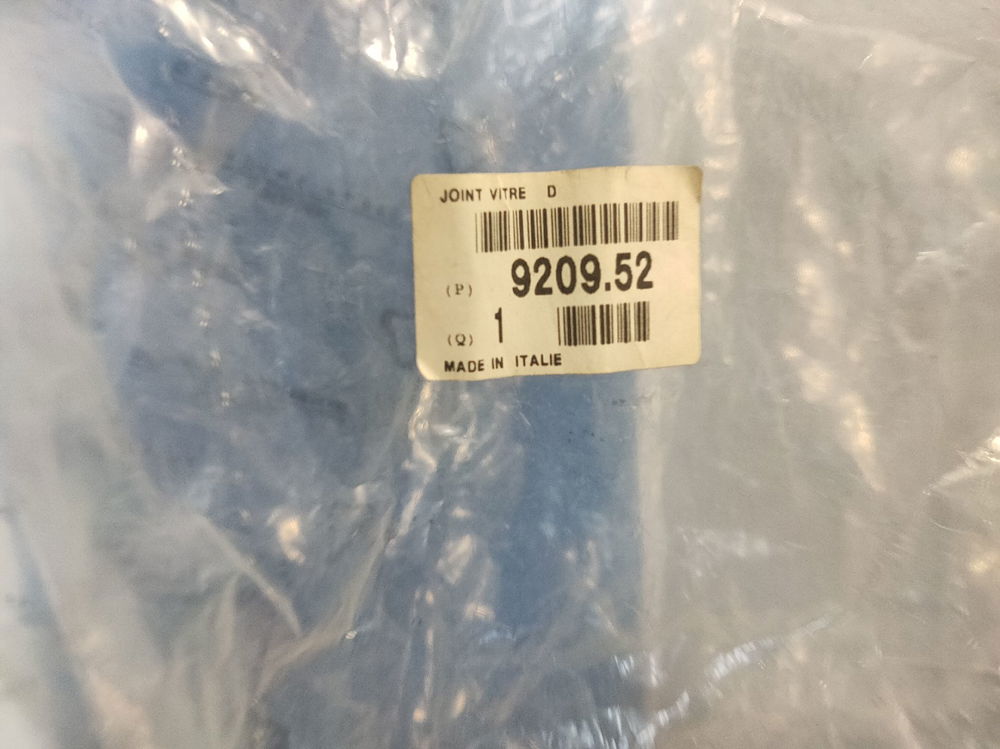 JOINT VITRE D
(P) 9209.52
(Q) 1
MADE IN ITALIE